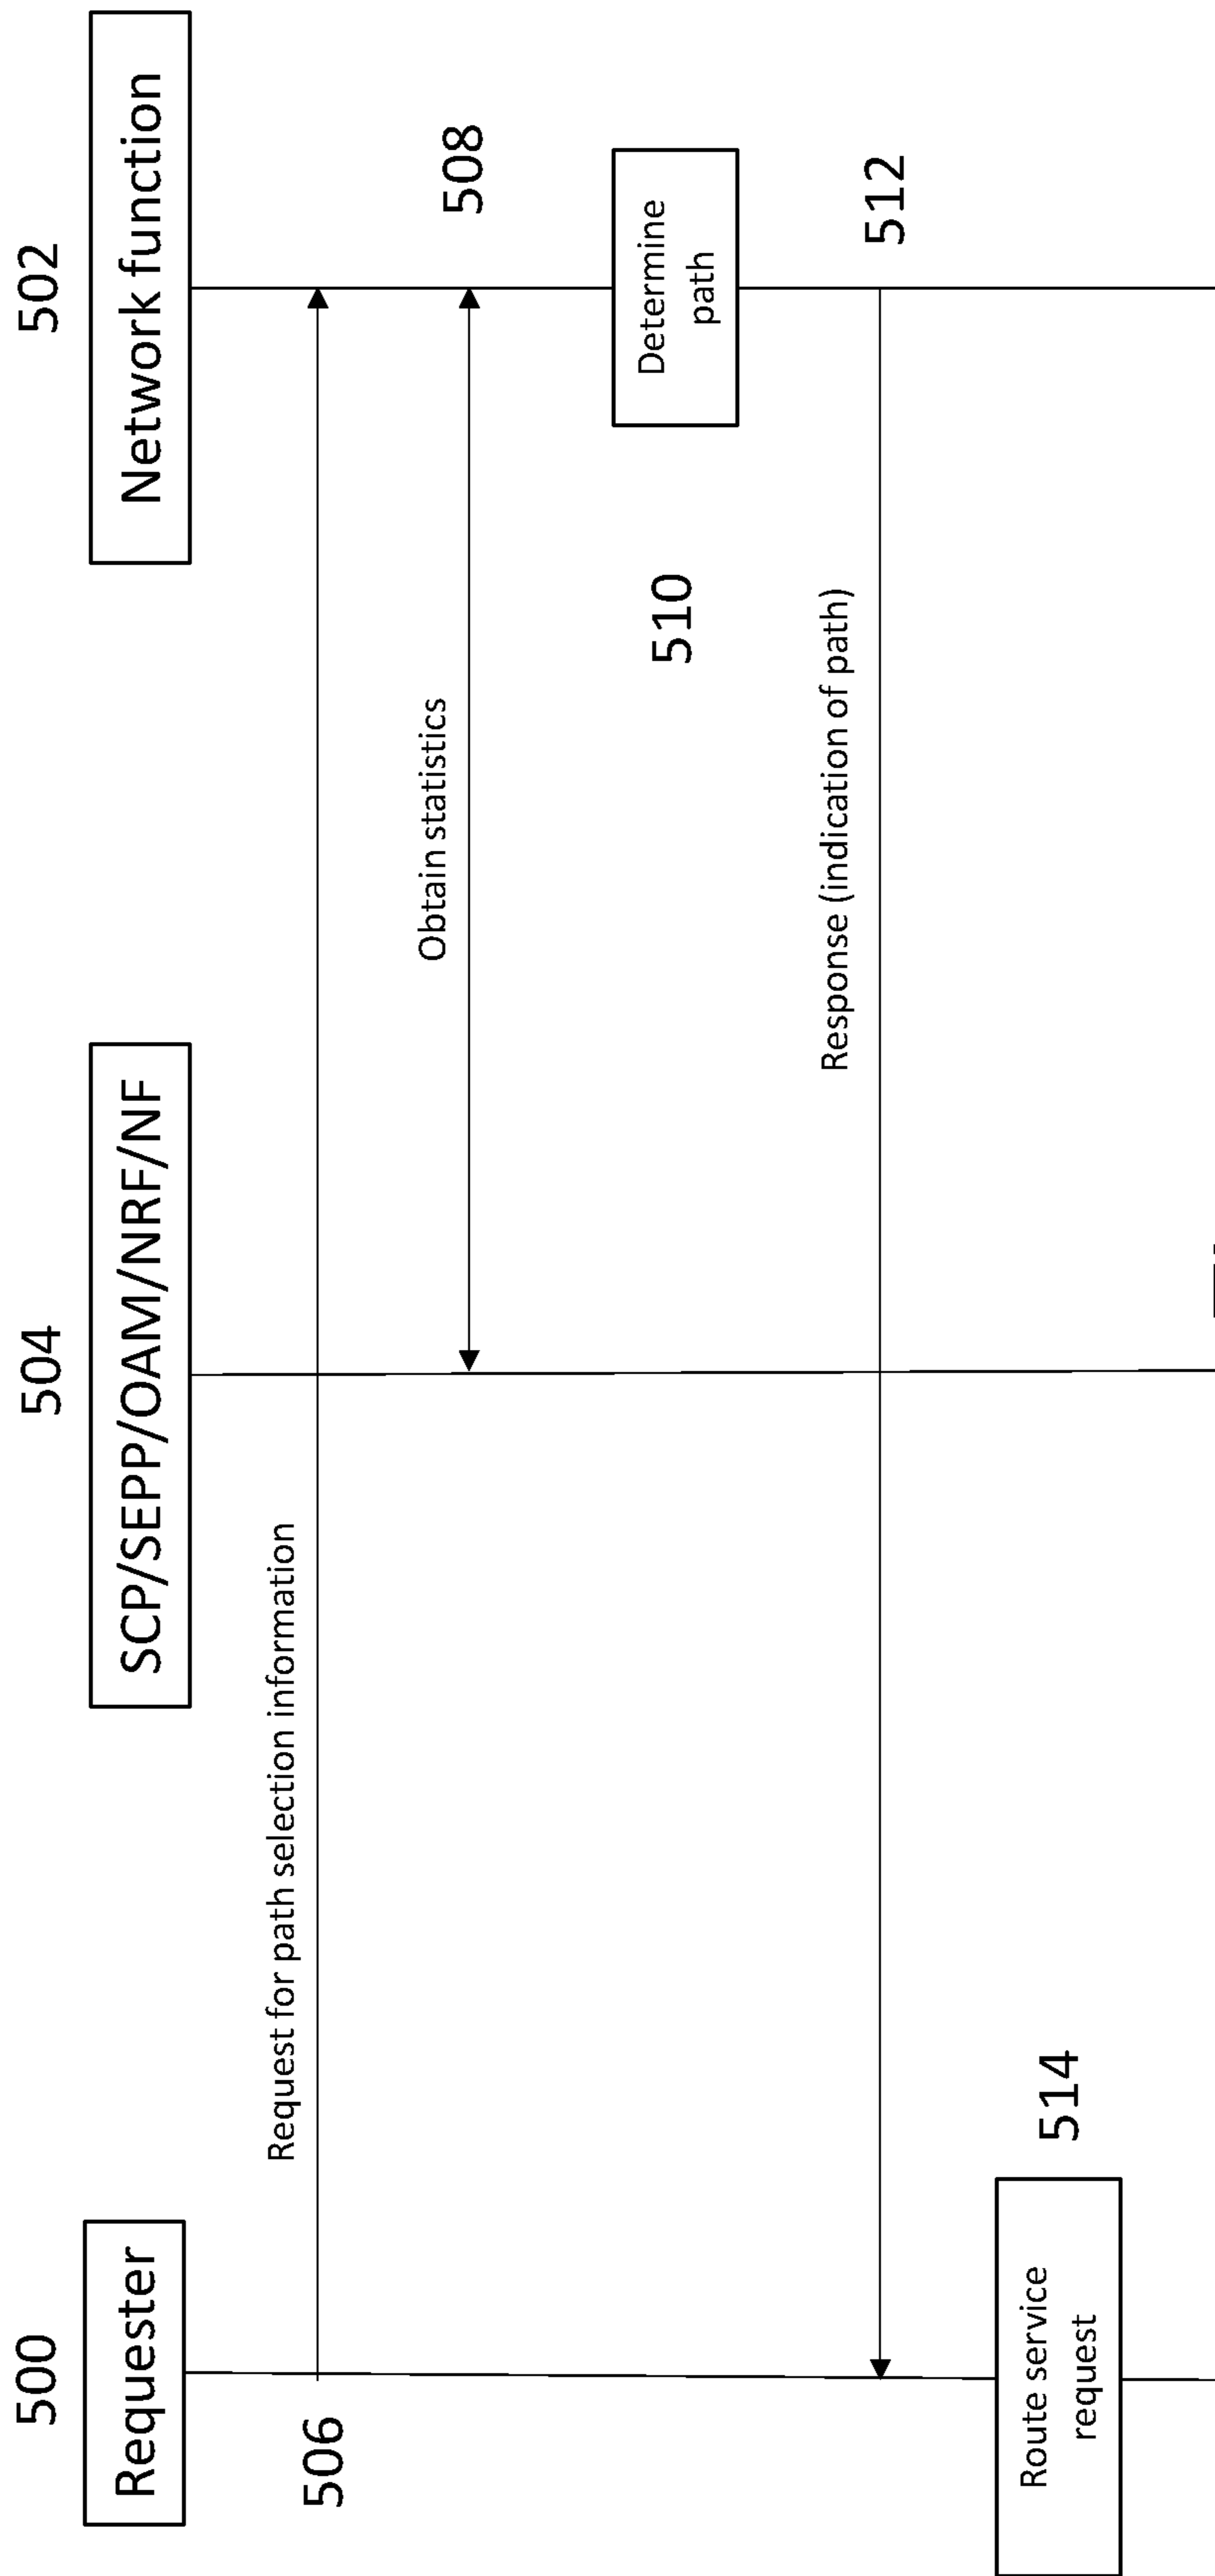 500
Requester
504
SCP/SEPP/OAM/NRF/NF
502
Network function
506
Request for path selection information
Obtain statistics
508
510
Determine
path
Response (indication of path)
512
Route service
request
514